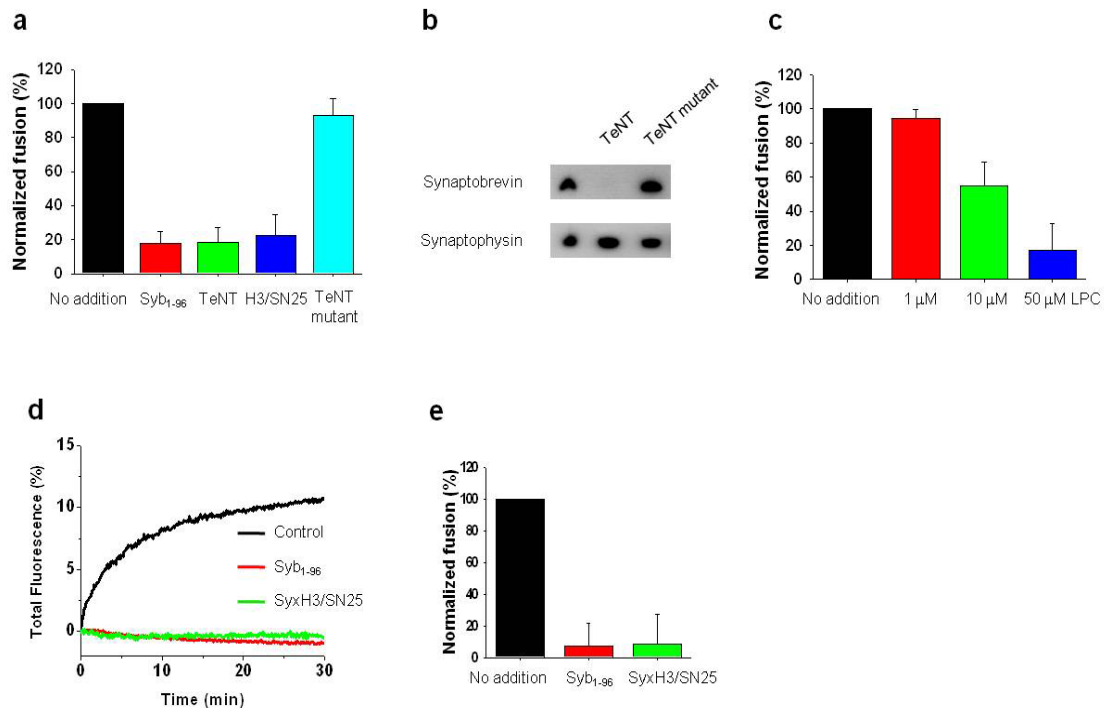 a
Normalized fusion (%)
120
100
80
60
40
20
0
No addition
Syb1-96
TeNT
H3/SN25
TeNT
mutant
b
TeNT
TeNT mutant
Synaptobrevin
Synaptophysin
c
Normalized fusion (%)
120
100
80
60
40
20
0
No addition
1 μM
10 μM
50 μM LPC
d
Total Fluorescence (%)
15
10
5
0
Control
Syb1-96
SyxH3/SN25
0
10
20
30
Time (min)
e
Normalized fusion (%)
120
100
80
60
40
20
0
No addition
Syb1-96
SyxH3/SN25